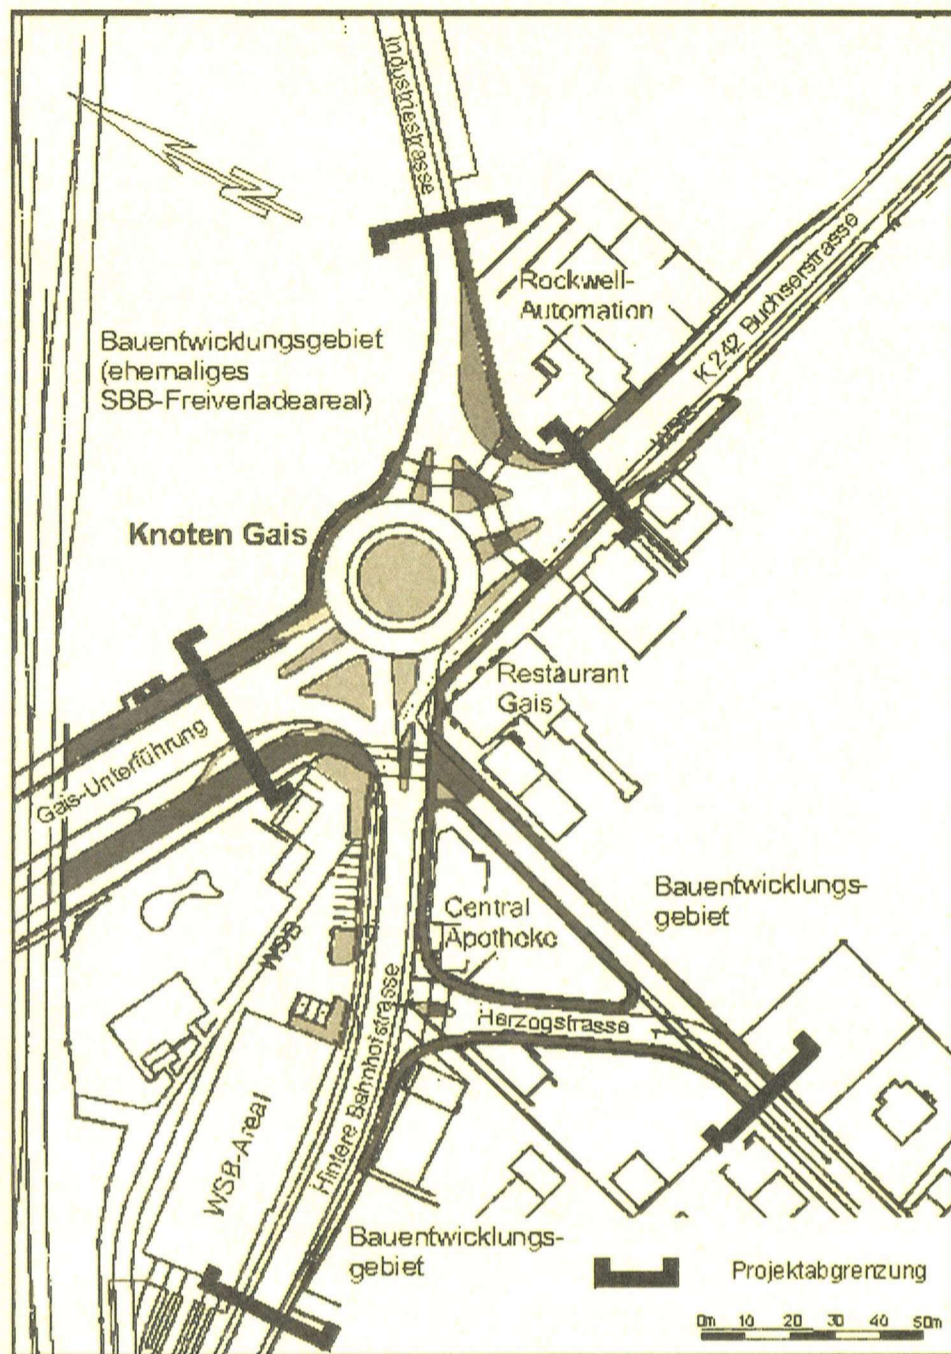 Industriestrasse
Rockwell-
Automation
K 242 Buchserstrasse
WSB
Bauentwicklungsgebiet
(ehemaliges
SBB-Freiverladeareal)
Knoten Gais
Restaurant
Gais
Gais-Unterführung
Bauentwicklungs-
gebiet
Central
Apotheke
WSB
Herzogstrasse
Hintere Bahnhofstrasse
WSB-Areal
Bauentwicklungs-
gebiet
Projektabgrenzung
0m 10 20 30 40 50m